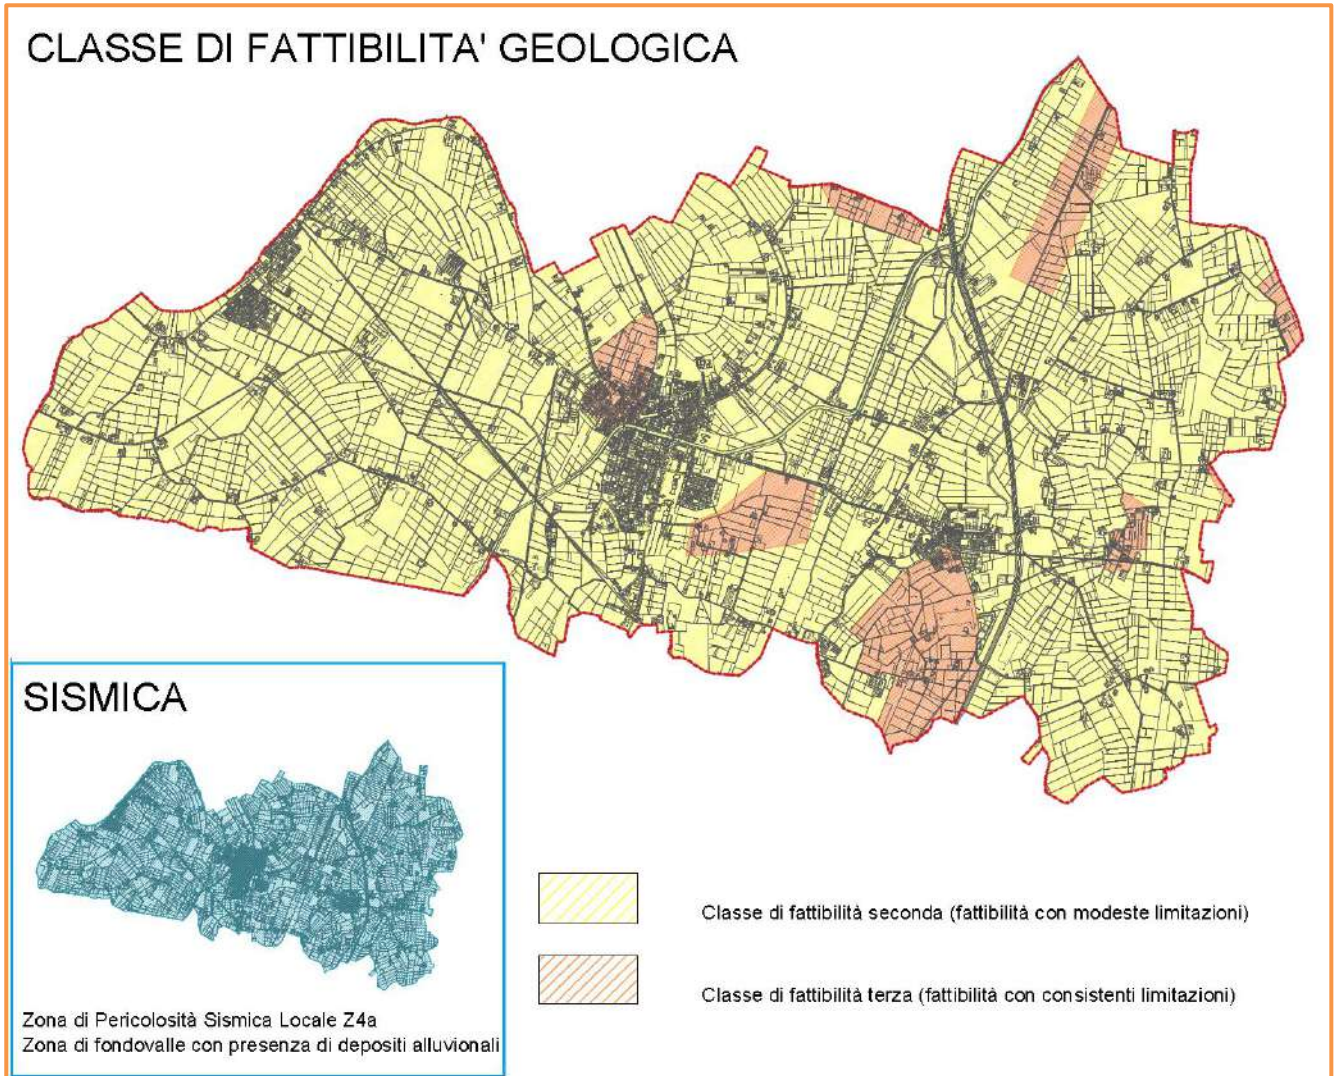 CLASSE DI FATTIBILITA' GEOLOGICA
SISMICA
Zona di Pericolosità Sismica Locale Z4a
Zona di fondovalle con presenza di depositi alluvionali
Classe di fattibilità seconda (fattibilità con modeste limitazioni)
Classe di fattibilità terza (fattibilità con consistenti limitazioni)